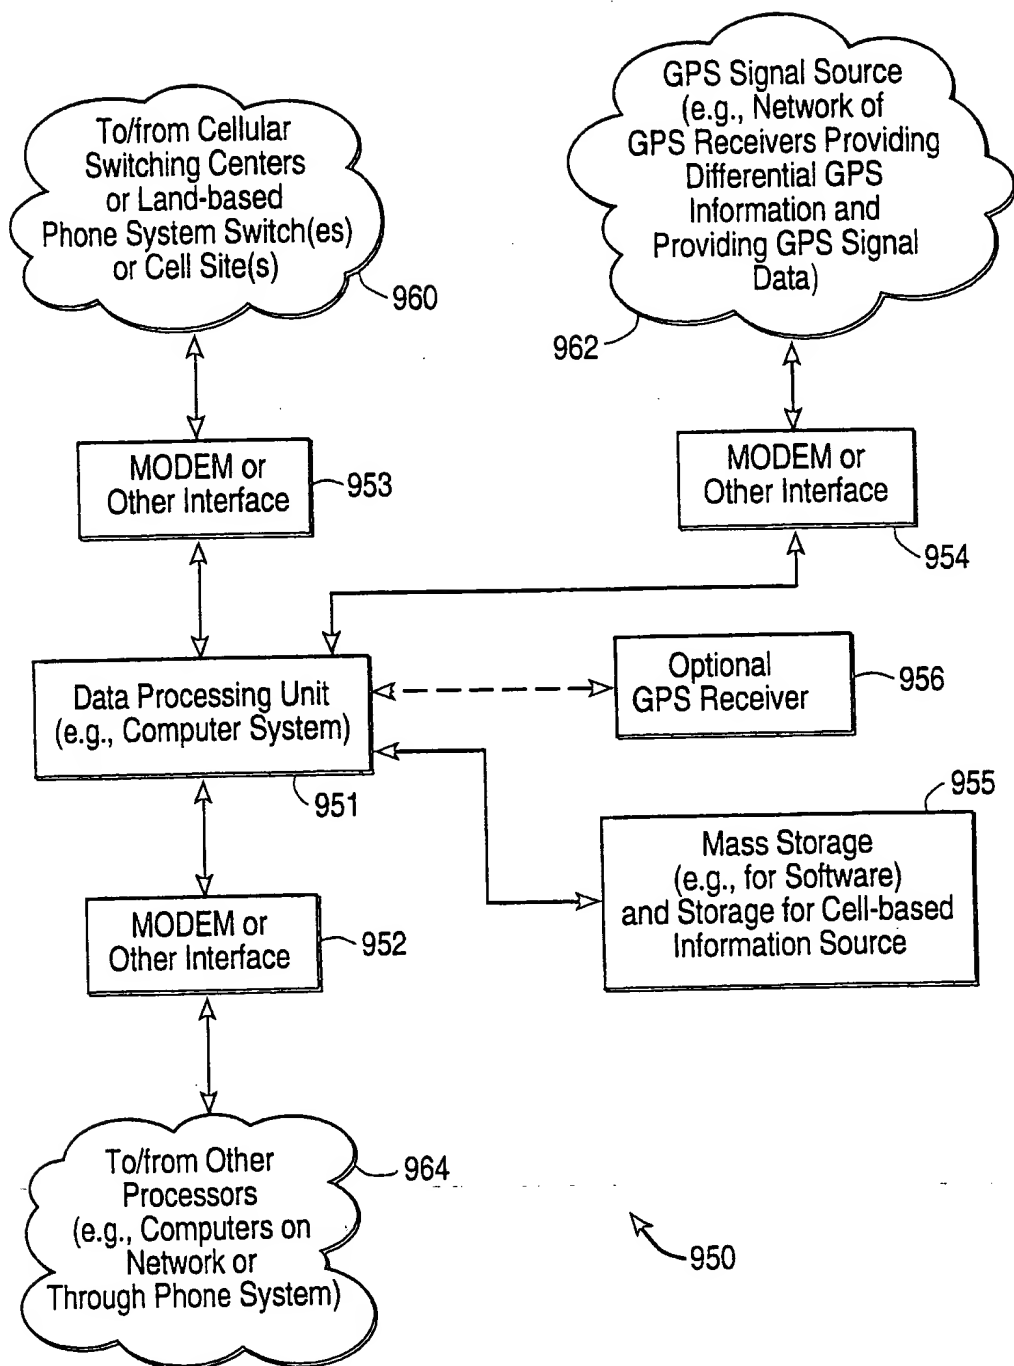 To/from Cellular
Switching Centers
or Land-based
Phone System Switch(es)
or Cell Site(s)
960
GPS Signal Source
(e.g., Network of
GPS Receivers Providing
Differential GPS
Information and
Providing GPS Signal
Data)
962
MODEM or
Other Interface
953
MODEM or
Other Interface
954
Data Processing Unit
(e.g., Computer System)
951
Optional
GPS Receiver
956
955
Mass Storage
(e.g., for Software)
and Storage for Cell-based
Information Source
MODEM or
Other Interface
952
To/from Other
Processors
(e.g., Computers on
Network or
Through Phone System)
964
950